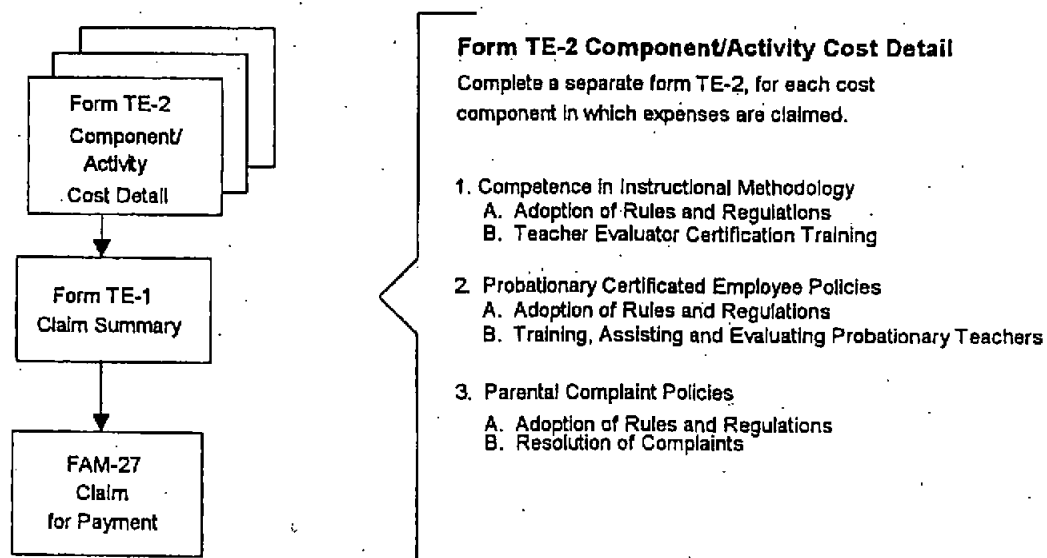 Form TE-2
Component/
Activity
Cost Detail
Form TE-1
Claim Summary
FAM-27
Claim
for Payment
Form TE-2 Component/Activity Cost Detail
Complete a separate form TE-2, for each cost
component in which expenses are claimed.
1. Competence in Instructional Methodology
A. Adoption of Rules and Regulations
B. Teacher Evaluator Certification Training
2. Probationary Certificated Employee Policies
A. Adoption of Rules and Regulations
B. Training, Assisting and Evaluating Probationary Teachers
3. Parental Complaint Policies
A. Adoption of Rules and Regulations
B. Resolution of Complaints